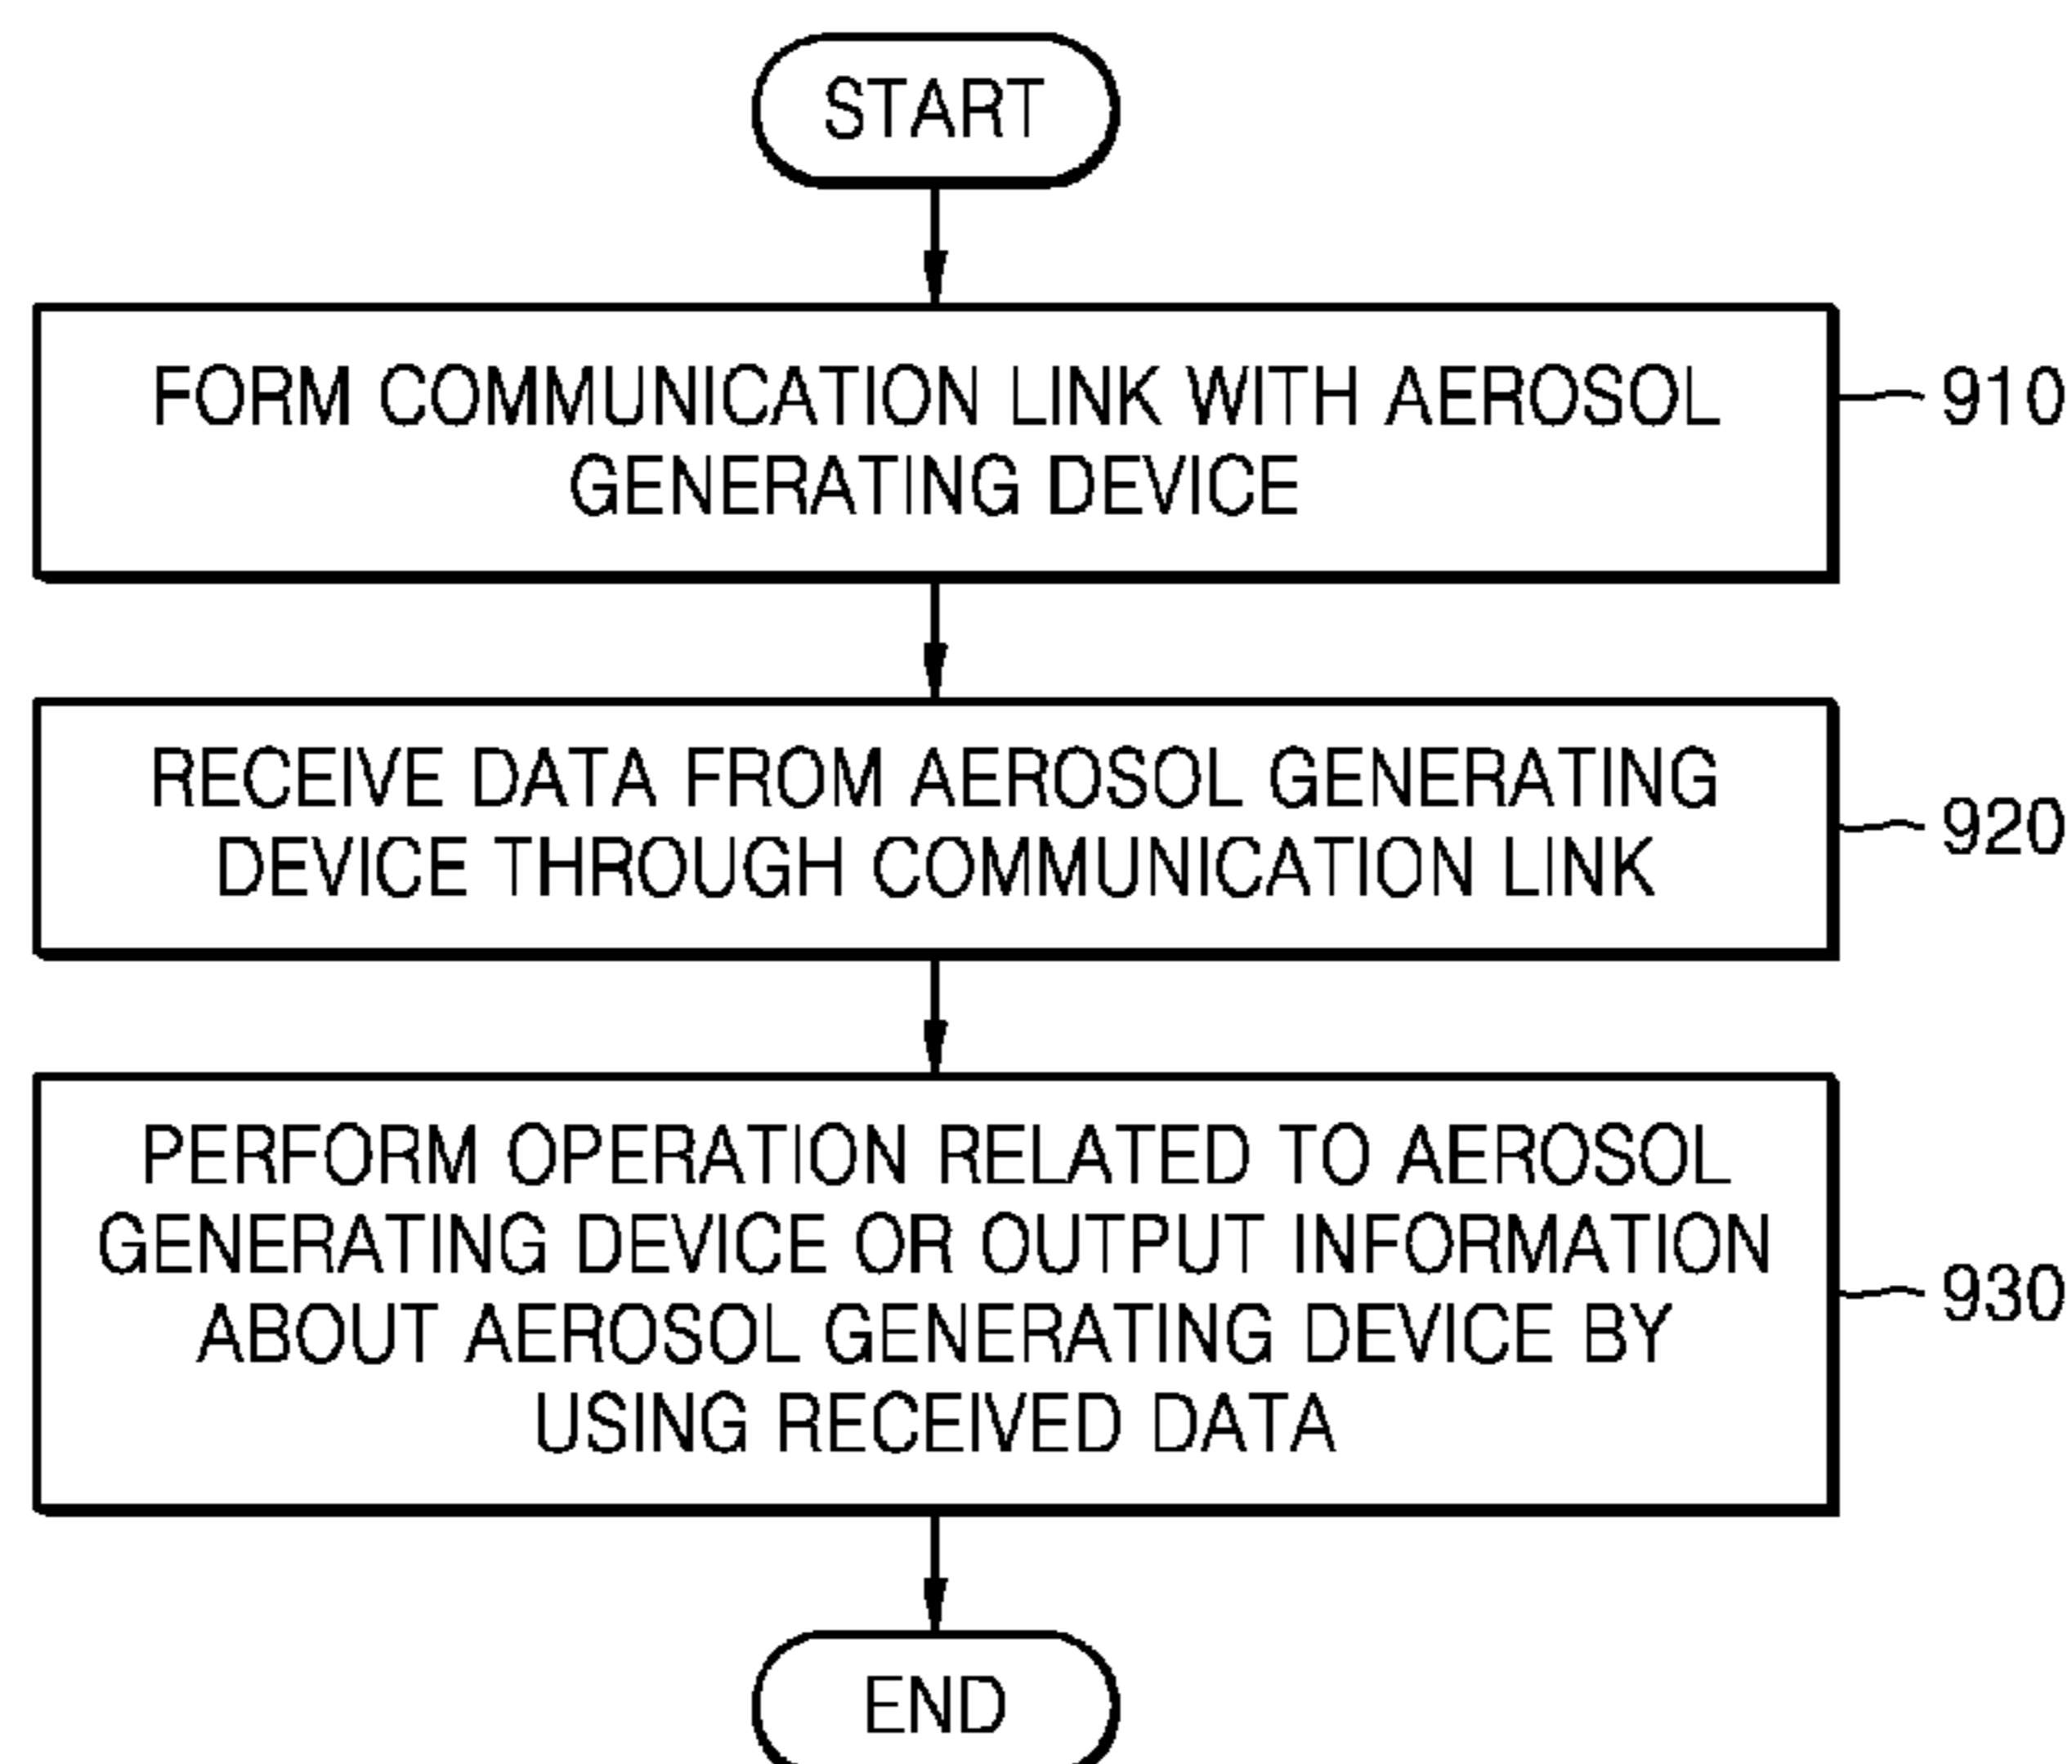 START
FORM COMMUNICATION LINK WITH AEROSOL
GENERATING DEVICE
910
RECEIVE DATA FROM AEROSOL GENERATING
DEVICE THROUGH COMMUNICATION LINK
920
PERFORM OPERATION RELATED TO AEROSOL
GENERATING DEVICE OR OUTPUT INFORMATION
ABOUT AEROSOL GENERATING DEVICE BY
USING RECEIVED DATA
930
END